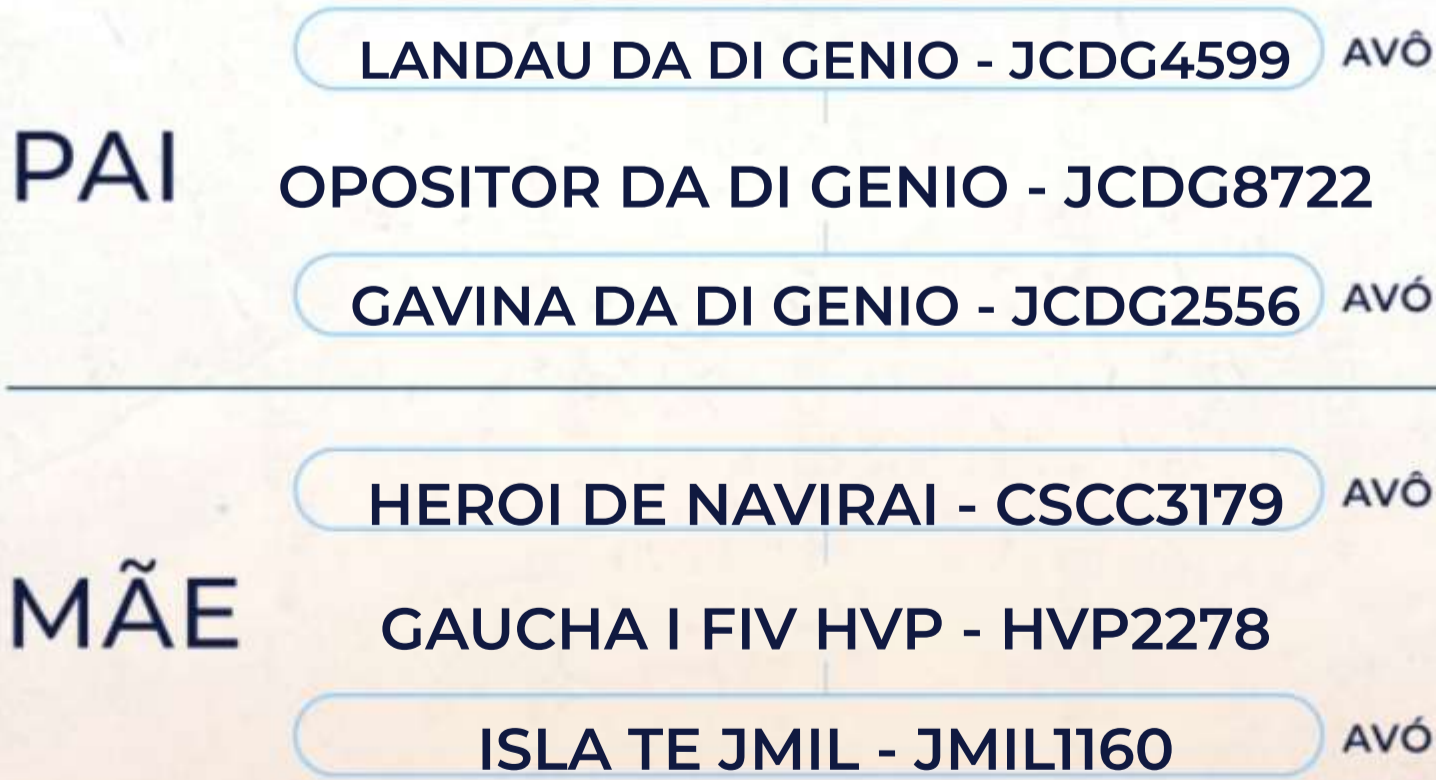 LANDAU DA DI GENIO - JCDG4599 AVÔ
PAI OPOSITOR DA DI GENIO - JCDG8722
GAVINA DA DI GENIO - JCDG2556 AVÓ
HEROI DE NAVIRAI - CSCC3179 AVÔ
MÃE GAUCHA I FIV HVP - HVP2278
ISLA TE JMIL - JMIL1160 AVÓ